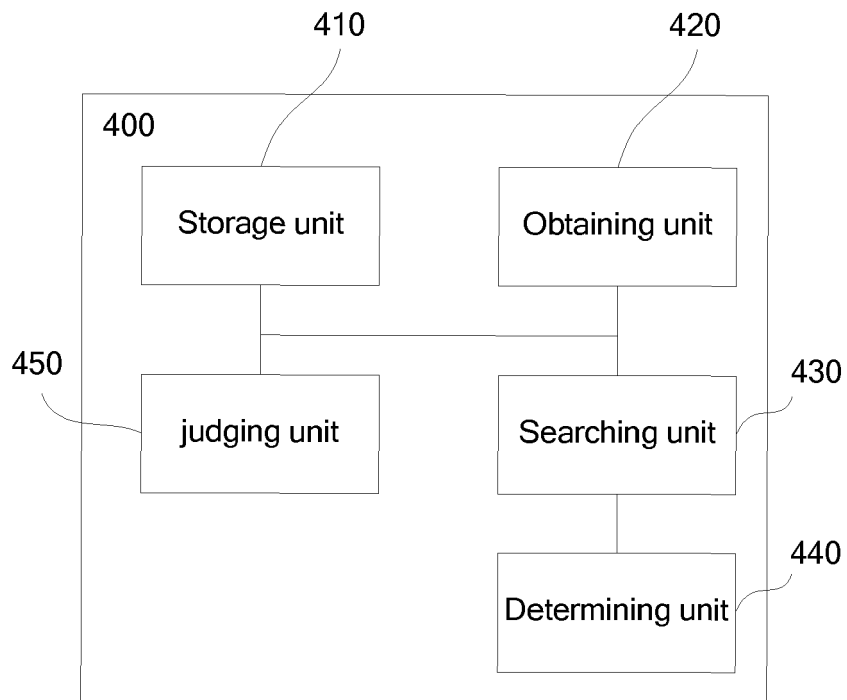 410
420
400
Storage unit
Obtaining unit
450
430
judging unit
Searching unit
440
Determining unit